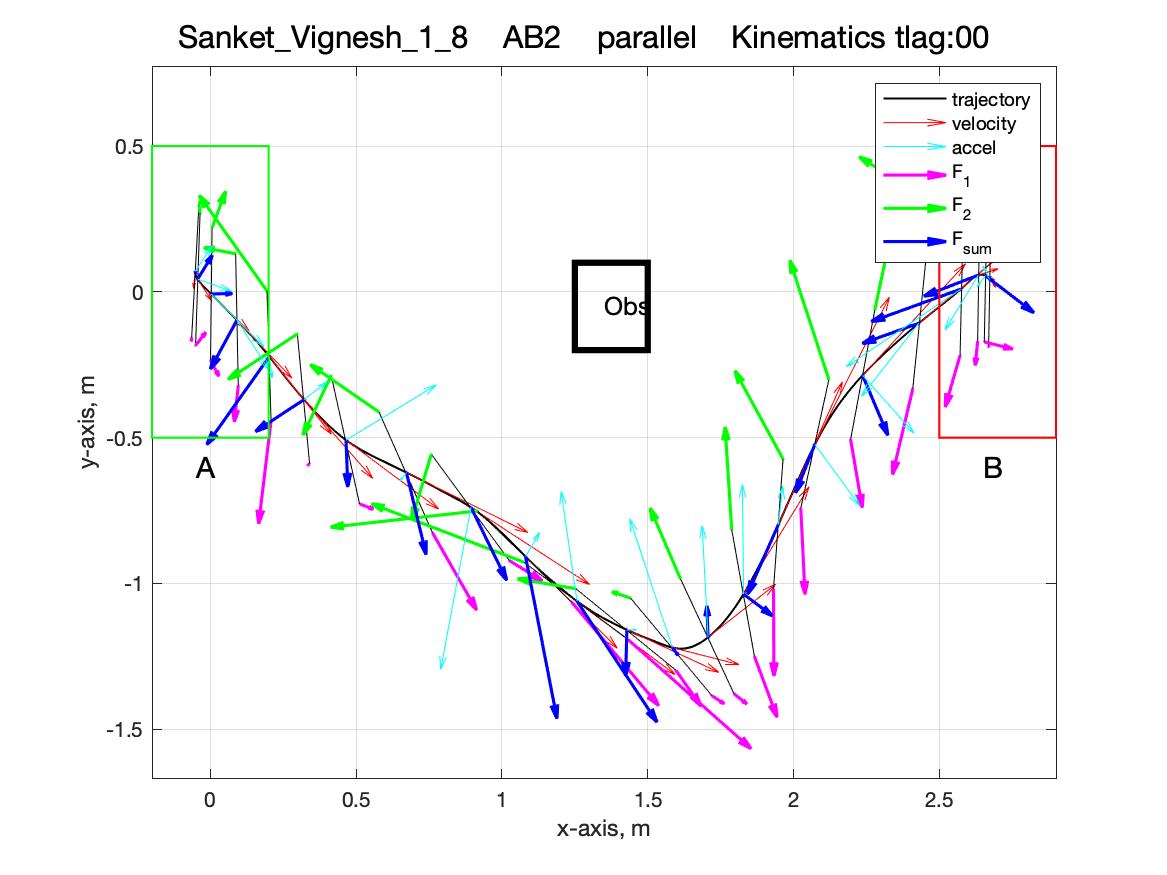 Sanket_Vignesh_1_8 AB2 parallel Kinematics tlag:00
trajectory
velocity
accel
F1
F2
Fsum
0.5
0
-0.5
-1
-1.5
y-axis, m
Obs
A
B
0 0.5 1 1.5 2 2.5
x-axis, m